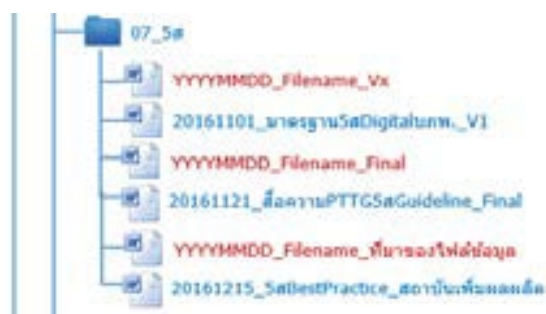 07_5ส
YYYYMMDD_Filename_Vx
20161101_มาตรฐาน5สDigitalบภพ._V1
YYYYMMDD_Filename_Final
20161121_สื่อความPTTG5สGuideline_Final
YYYYMMDD_Filename_ที่มาของไฟล์ข้อมูล
20161215_5สBestPractice_สถาบันเพิ่มผลผลิต